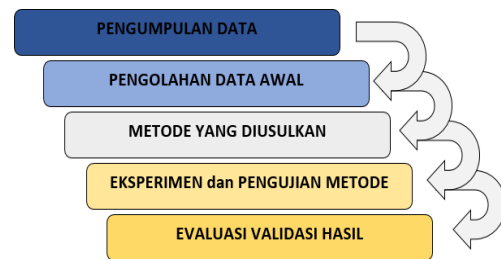 PENGUMPULAN DATA
PENGOLAHAN DATA AWAL
METODE YANG DIUSULKAN
EKSPERIMEN dan PENGUJIAN METODE
EVALUASI VALIDASI HASIL